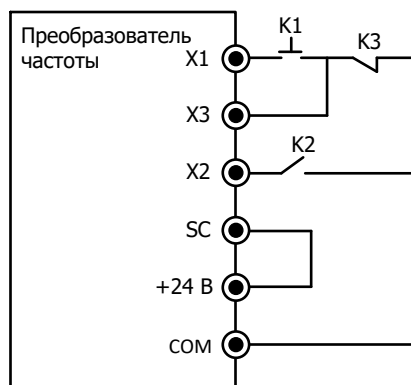 Преобразователь
частоты
K1
K3
X1
X3
K2
X2
SC
+24 В
COM